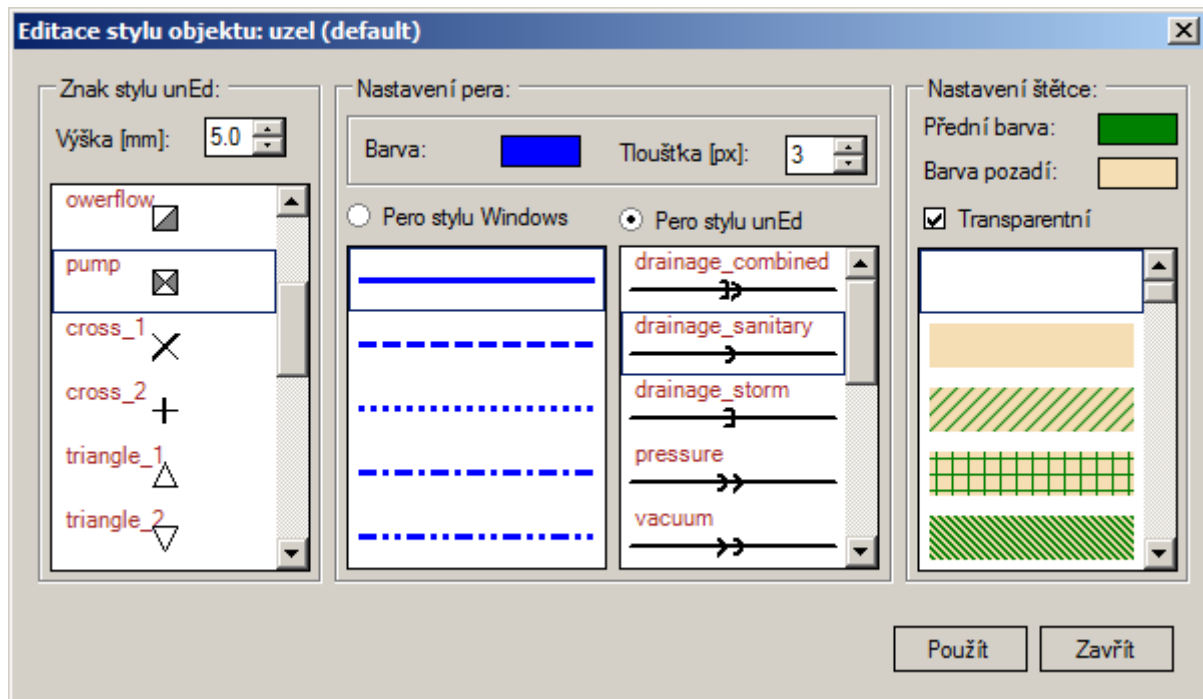 Editace stylu objektu: uzel (default)
Znak stylu unEd:
Výška [mm]:
5.0
owerflow
pump
cross_1
cross_2
triangle_1
triangle_2
Nastavení pera:
Barva:
Tloušťka [px]:
3
Pero stylu Windows
Pero stylu unEd
drainage_combined
drainage_sanitary
drainage_storm
pressure
vacuum
Nastavení štětce:
Přední barva:
Barva pozadí:
Transparentní
Použít
Zavřít